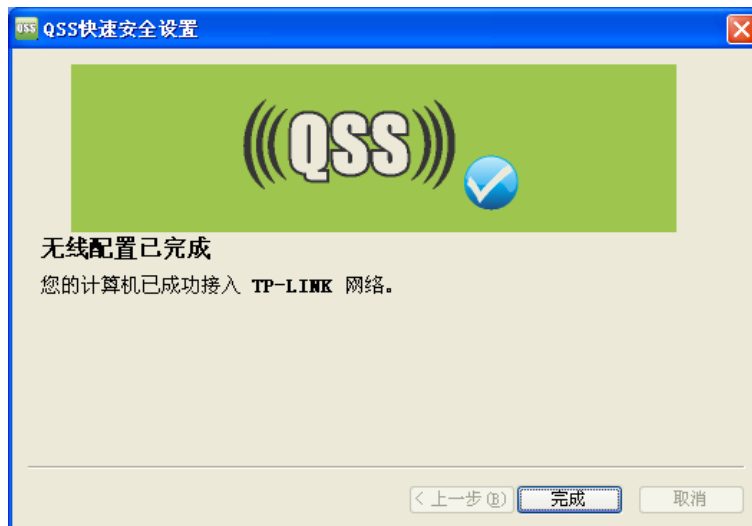 QSS QSS快速安全设置
(((QSS)))
无线配置已完成
您的计算机已成功接入 TP-LINK 网络。
< 上一步(B) 完成 取消